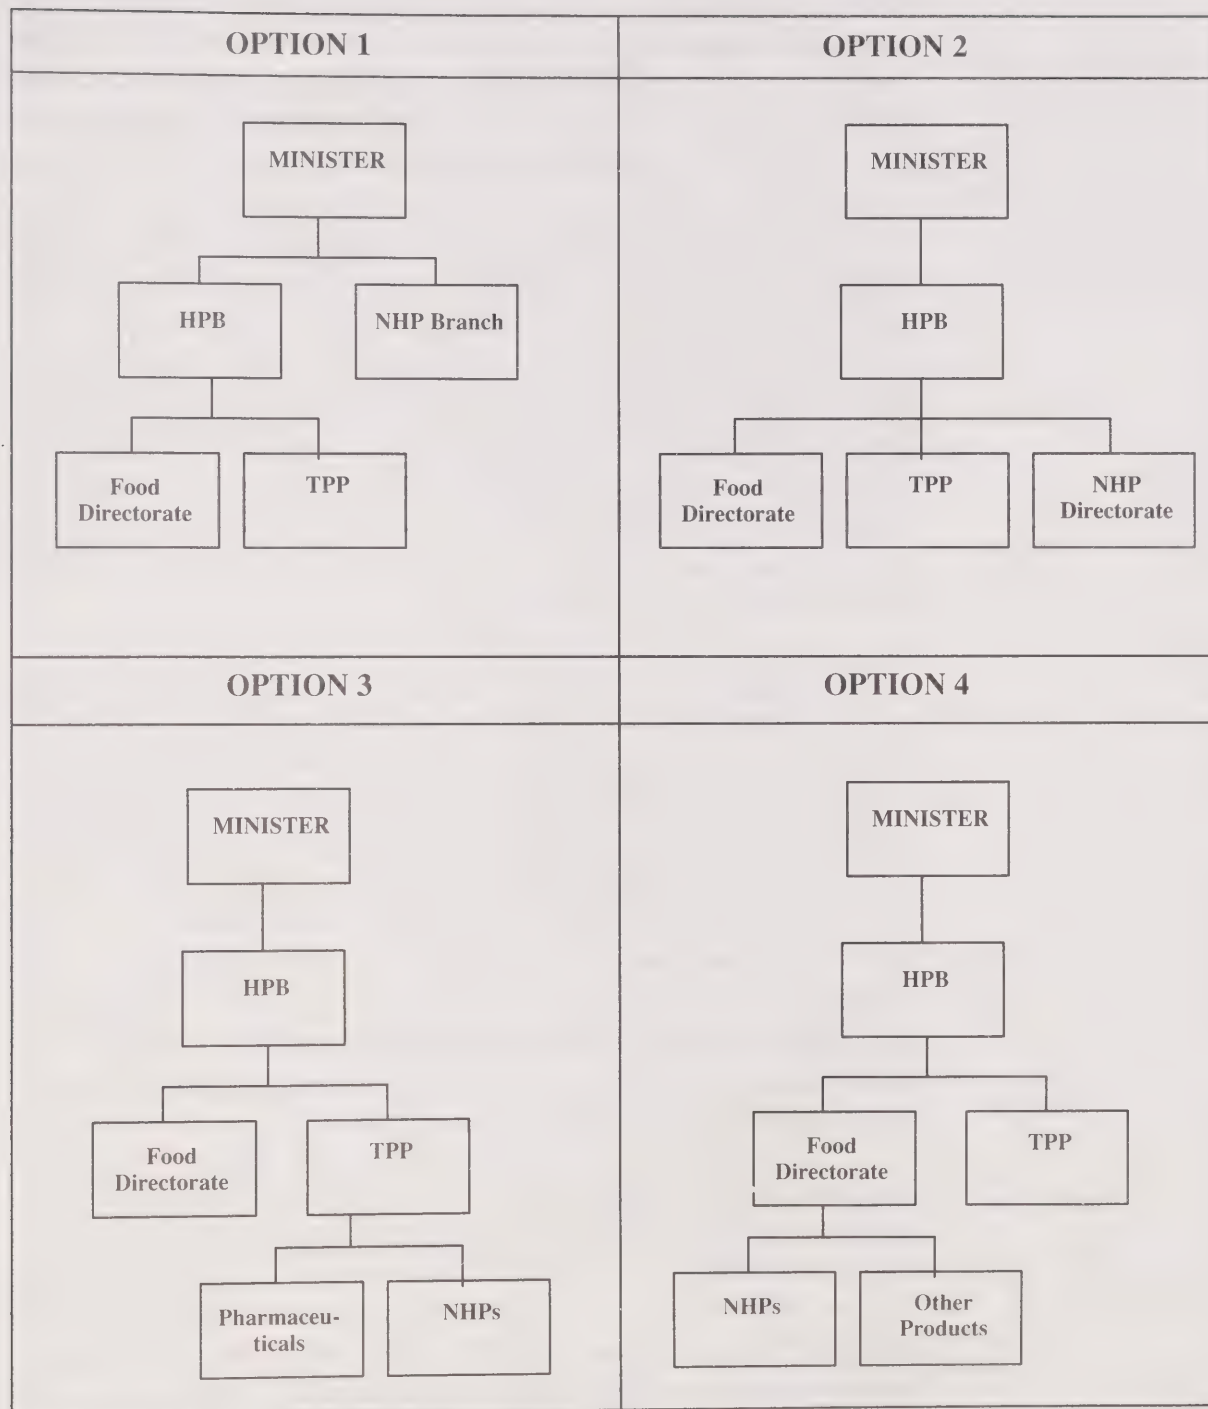 OPTION 1
MINISTER
HPB
NHP Branch
Food
Directorate
TPP
OPTION 2
MINISTER
HPB
Food
Directorate
TPP
NHP
Directorate
OPTION 3
MINISTER
HPB
Food
Directorate
TPP
Pharmaceu-
ticals
NHPs
OPTION 4
MINISTER
HPB
Food
Directorate
TPP
NHPs
Other
Products